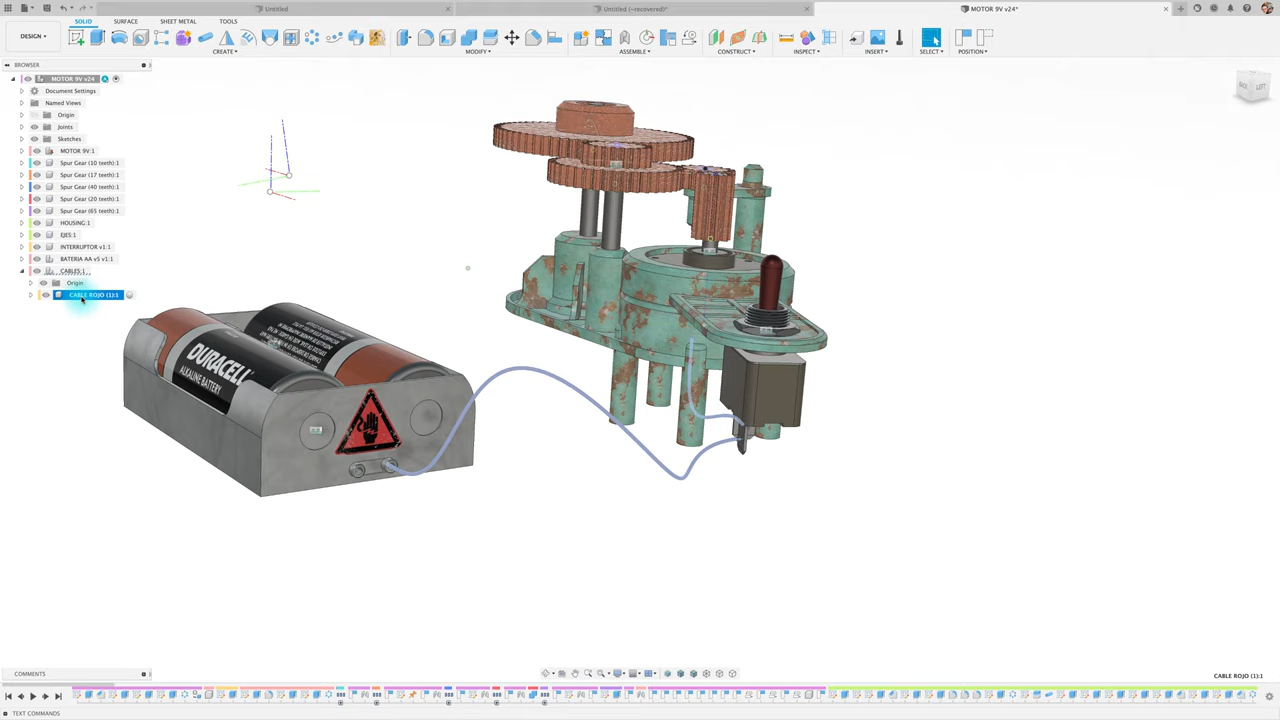 Untitled
Untitled (~recovered)*
MOTOR 9V v24*
DESIGN
SOLID
SURFACE
SHEET METAL
TOOLS
CREATE
MODIFY
ASSEMBLE
CONSTRUCT
INSPECT
INSERT
SELECT
POSITION
BROWSER
MOTOR 9V v24
Document Settings
Named Views
Origin
Joints
Sketches
MOTOR 9V:1
Spur Gear (10 teeth):1
Spur Gear (17 teeth):1
Spur Gear (40 teeth):1
Spur Gear (20 teeth):1
Spur Gear (65 teeth):1
HOUSING:1
EJES:1
INTERRUPTOR v1:1
BATERIA AA v5 v1:1
CABLES:1
Origin
CABLE ROJO (1):1
BACK
LEFT
DURACELL
ALKALINE BATTERY
COMMENTS
CABLE ROJO (1):1
TEXT COMMANDS